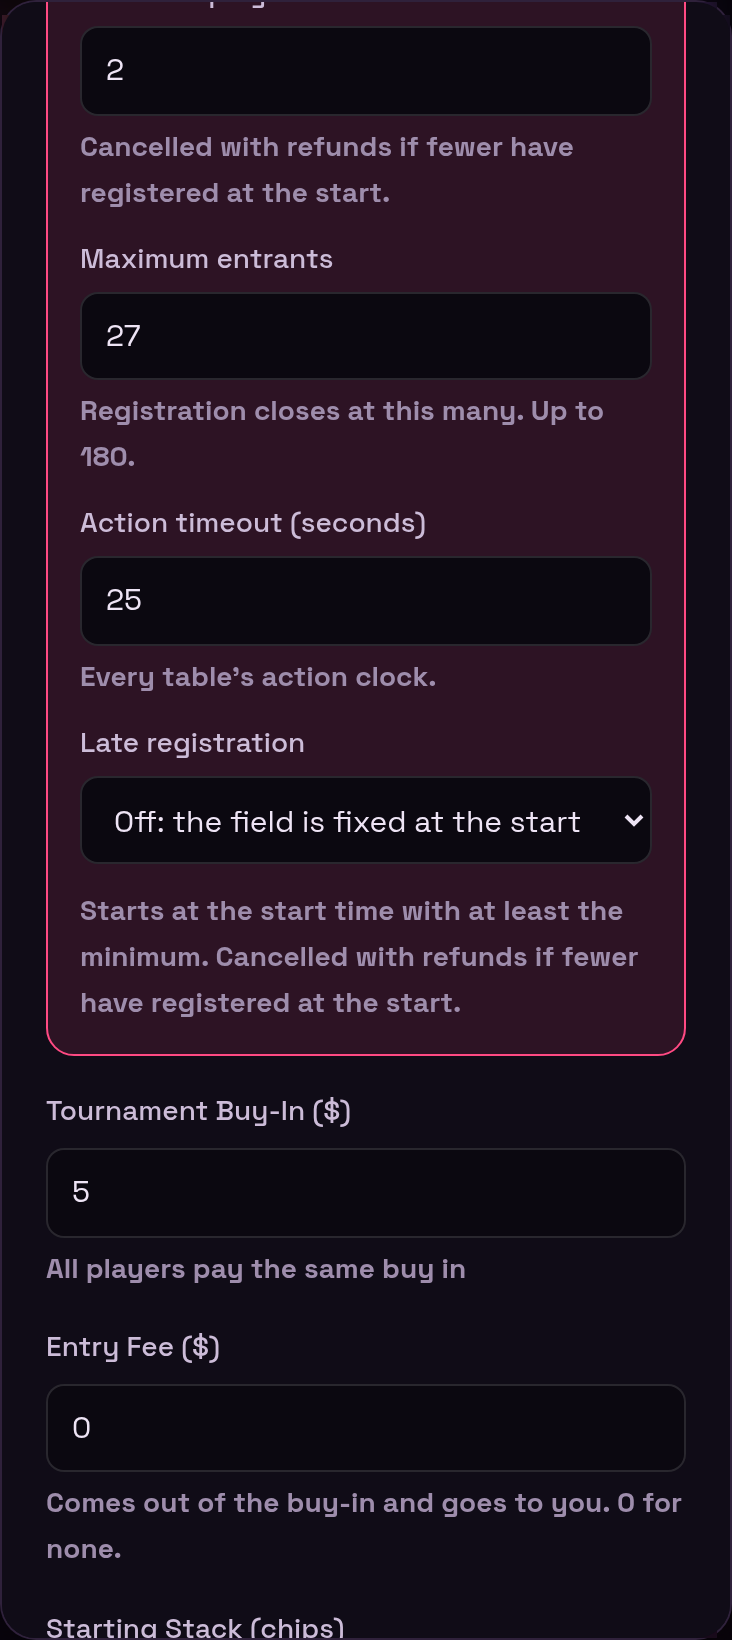 2
Cancelled with refunds if fewer have
registered at the start.
Maximum entrants
27
Registration closes at this many. Up to
180.
Action timeout (seconds)
25
Every table's action clock.
Late registration
Off: the field is fixed at the start
Starts at the start time with at least the
minimum. Cancelled with refunds if fewer
have registered at the start.
Tournament Buy-In ($)
5
All players pay the same buy in
Entry Fee ($)
0
Comes out of the buy-in and goes to you. 0 for
none.
Starting Stack (chips)